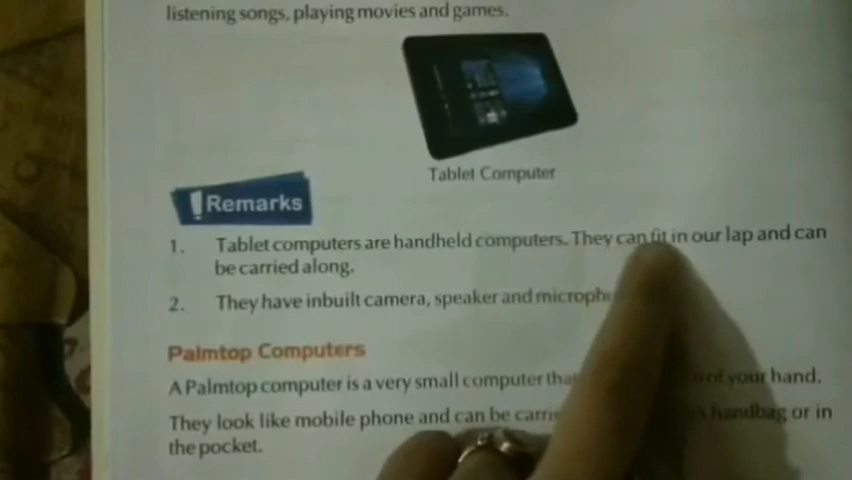 listening songs, playing movies and games.
Tablet Computer
!Remarks
1. Tablet computers are handheld computers. They can fit in our lap and can
be carried along.
2. They have inbuilt camera, speaker and
Palmtop Computers
A Palmtop computer is a very small computer of your hand.
They look like mobile phone and can be handbag or in
the pocket.